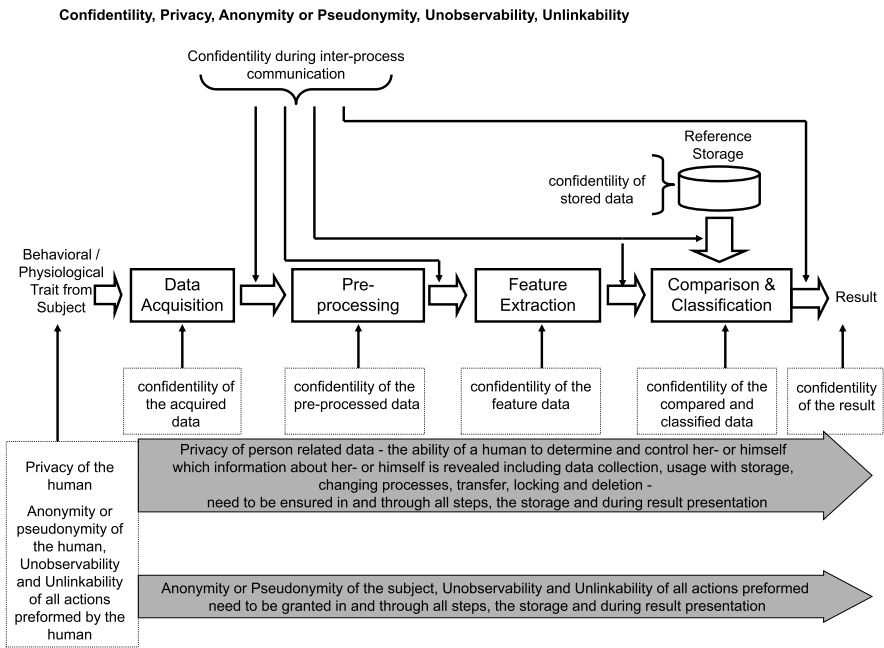 Confidentility, Privacy, Anonymity or Pseudonymity, Unobservability, Unlinkability
Confidentility during inter-process
communication
Reference
Storage
confidentility of
stored data
Behavioral /
Physiological
Trait from
Subject
Data
Acquisition
Pre-
processing
Feature
Extraction
Comparison &
Classification
Result
confidentility of
the acquired
data
confidentility of the
pre-processed data
confidentility of the
feature data
confidentility of the
compared and
classified data
confidentility
of the result
Privacy of the
human
Anonymity or
pseudonymity of
the human,
Unobservability
and Unlinkability
of all actions
preformed by the
human
Privacy of person related data - the ability of a human to determine and control her- or himself
which information about her- or himself is revealed including data collection, usage with storage,
changing processes, transfer, locking and deletion -
need to be ensured in and through all steps, the storage and during result presentation
Anonymity or Pseudonymity of the subject, Unobservability and Unlinkability of all actions preformed
need to be granted in and through all steps, the storage and during result presentation